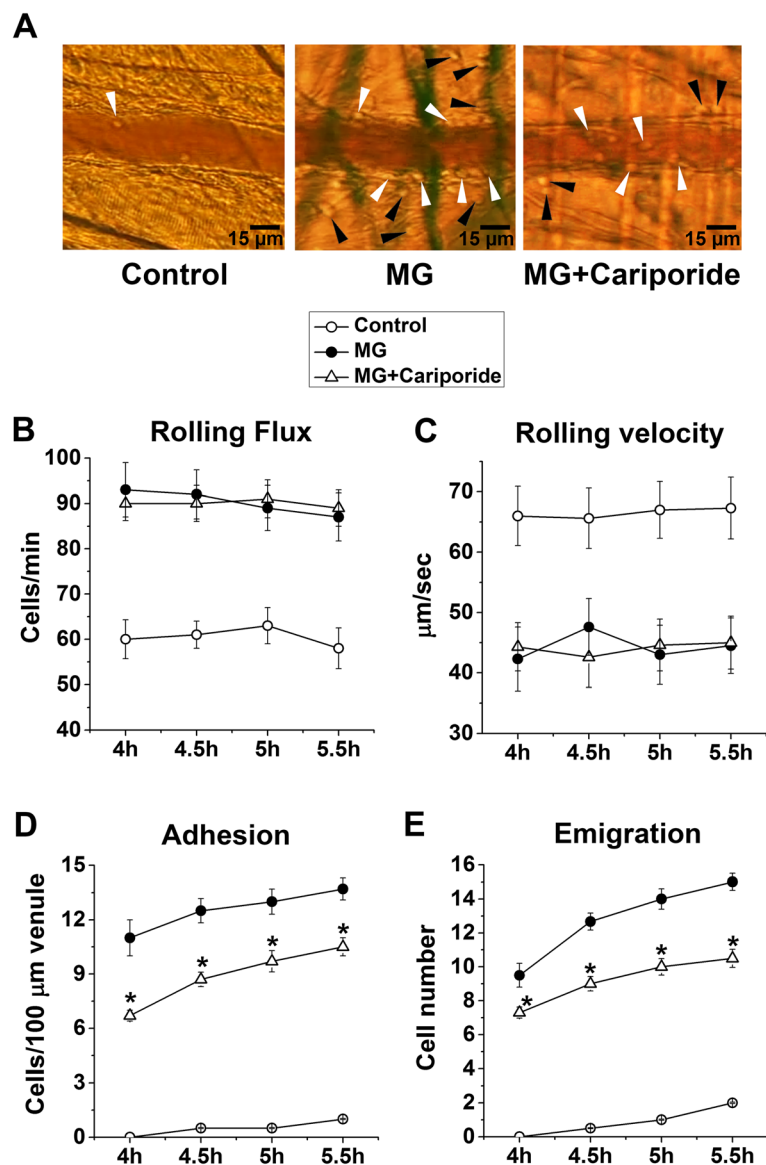 A
15 µm
15 µm
15 µm
Control
MG
MG+Cariporide
Control
MG
MG+Cariporide
B
Rolling Flux
Cells/min
100
90
80
70
60
50
40
4h
4.5h
5h
5.5h
C
Rolling velocity
µm/sec
70
60
50
40
30
4h
4.5h
5h
5.5h
D
Adhesion
Cells/100 µm venule
15
12
9
6
3
0
*
*
*
*
4h
4.5h
5h
5.5h
E
Emigration
Cell number
16
14
12
10
8
6
4
2
0
*
*
*
*
4h
4.5h
5h
5.5h